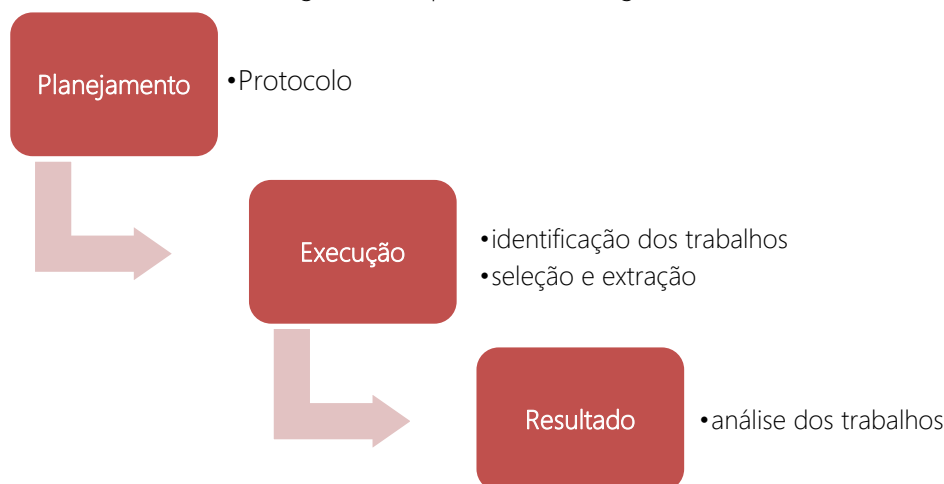 Planejamento
•Protocolo
Execução
•identificação dos trabalhos
•seleção e extração
Resultado
•análise dos trabalhos